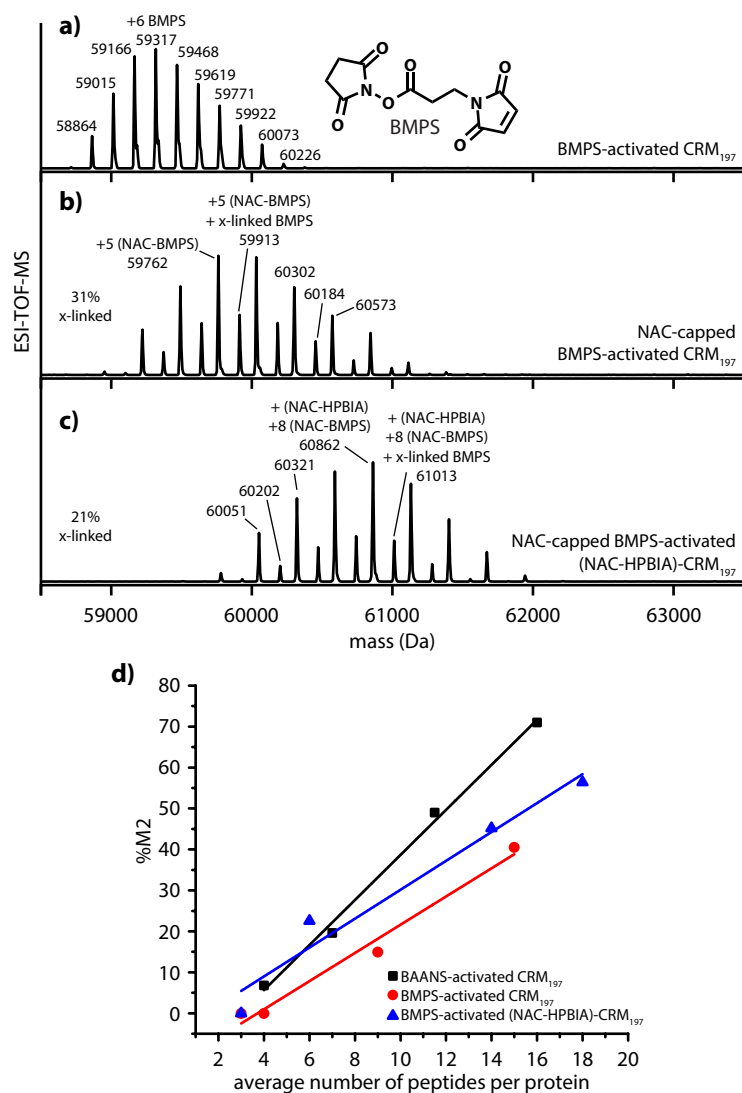 a)
+6 BMPS
59317
59166
59468
59015
59619
59771
58864
59922
60073
60226
O
N
O
O
O
N
O
O
BMPS
BMPS-activated CRM197
b)
+5 (NAC-BMPS)
+ x-linked BMPS
59913
+5 (NAC-BMPS)
59762
60302
60184
60573
31%
x-linked
NAC-capped
BMPS-activated CRM197
ESI-TOF-MS
c)
+ (NAC-HPBIA)
+8 (NAC-BMPS)
60862
+ (NAC-HPBIA)
+8 (NAC-BMPS)
+ x-linked BMPS
61013
60321
60202
60051
21%
x-linked
NAC-capped BMPS-activated
(NAC-HPBIA)-CRM197
59000 60000 61000 62000 63000
mass (Da)
d)
80
70
60
50
40
30
20
10
0
%M2
BAANS-activated CRM197
BMPS-activated CRM197
BMPS-activated (NAC-HPBIA)-CRM197
2 4 6 8 10 12 14 16 18 20
average number of peptides per protein